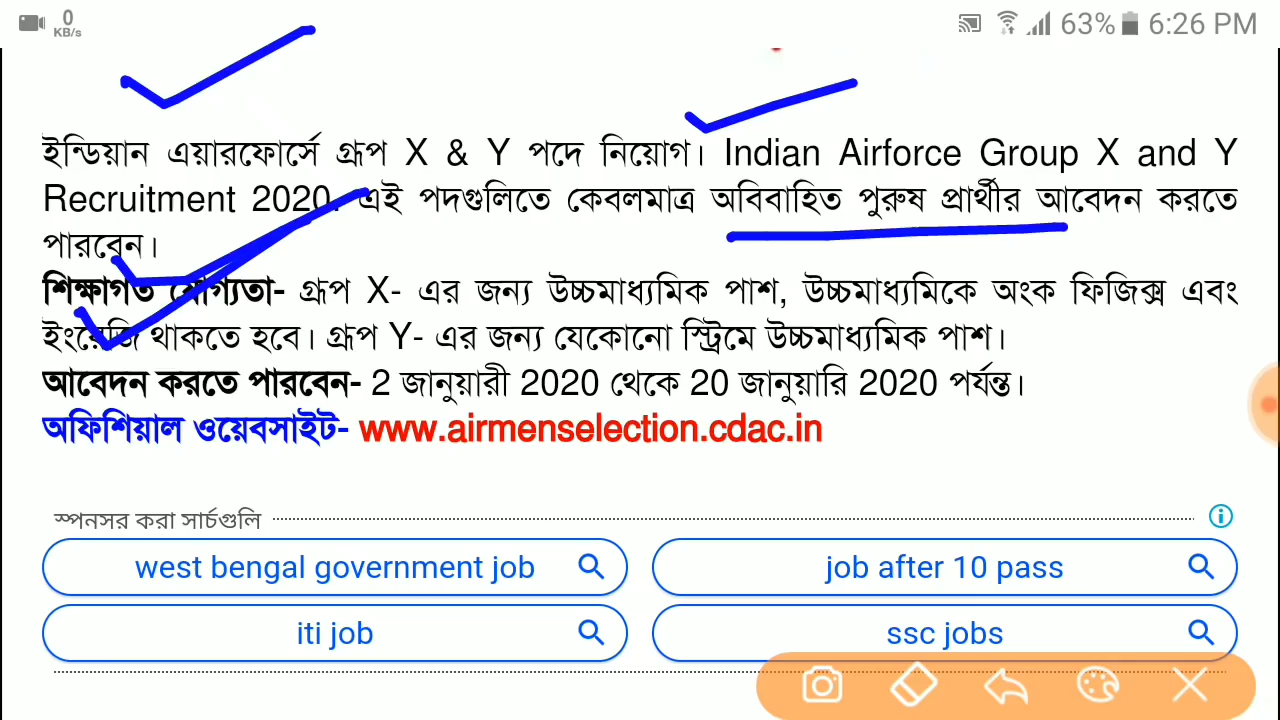 0
KB/s
63% 6:26 PM
ইন্ডিয়ান এয়ারফোর্সে গ্রূপ X & Y পদে নিয়োগ। Indian Airforce Group X and Y
Recruitment 2020. এই পদগুলিতে কেবলমাত্র অবিবাহিত পুরুষ প্রার্থীর আবেদন করতে
পারবেন।
শিক্ষাগত যোগ্যতা- গ্রূপ X- এর জন্য উচ্চমাধ্যমিক পাশ, উচ্চমাধ্যমিকে অংক ফিজিক্স এবং
ইংরেজি থাকতে হবে। গ্রূপ Y- এর জন্য যেকোনো স্ট্রিমে উচ্চমাধ্যমিক পাশ।
আবেদন করতে পারবেন- 2 জানুয়ারী 2020 থেকে 20 জানুয়ারি 2020 পর্যন্ত।
অফিশিয়াল ওয়েবসাইট- www.airmenselection.cdac.in
স্পনসর করা সার্চগুলি
west bengal government job
job after 10 pass
iti job
ssc jobs